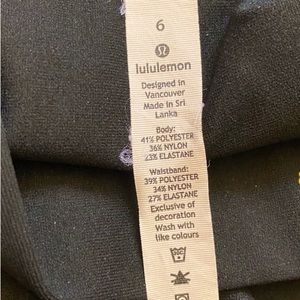 6
lululemon
Designed in
Vancouver
Made in Sri
Lanka
Body:
41% POLYESTER
36% NYLON
23% ELASTANE
Waistband:
39% POLYESTER
34% NYLON
27% ELASTANE
Exclusive of
decoration
Wash with
like colours